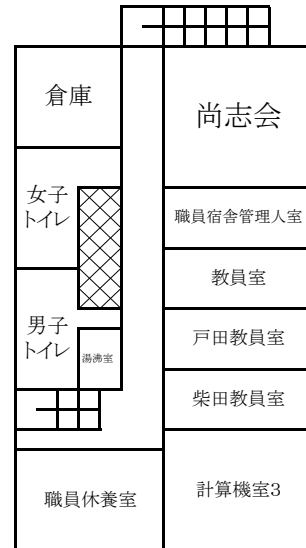 倉庫
尚志会
女子
トイレ
職員宿舎管理人室
教員室
男子
トイレ
湯沸室
戸田教員室
柴田教員室
職員休養室
計算機室3